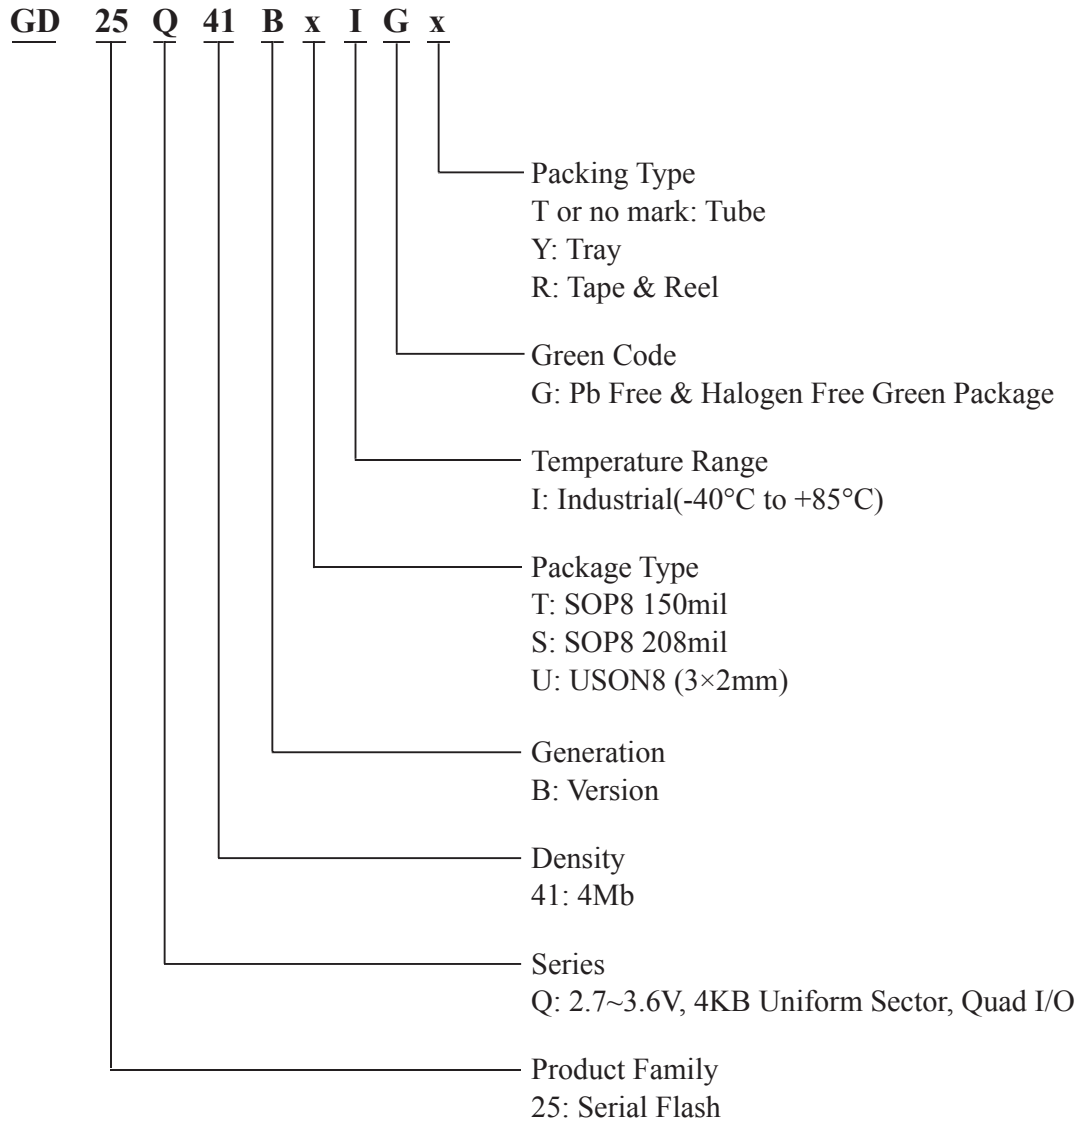 GD 25 Q 41 B x I G x
Packing Type
T or no mark: Tube
Y: Tray
R: Tape & Reel
Green Code
G: Pb Free & Halogen Free Green Package
Temperature Range
I: Industrial(-40°C to +85°C)
Package Type
T: SOP8 150mil
S: SOP8 208mil
U: USON8 (3×2mm)
Generation
B: Version
Density
41: 4Mb
Series
Q: 2.7~3.6V, 4KB Uniform Sector, Quad I/O
Product Family
25: Serial Flash